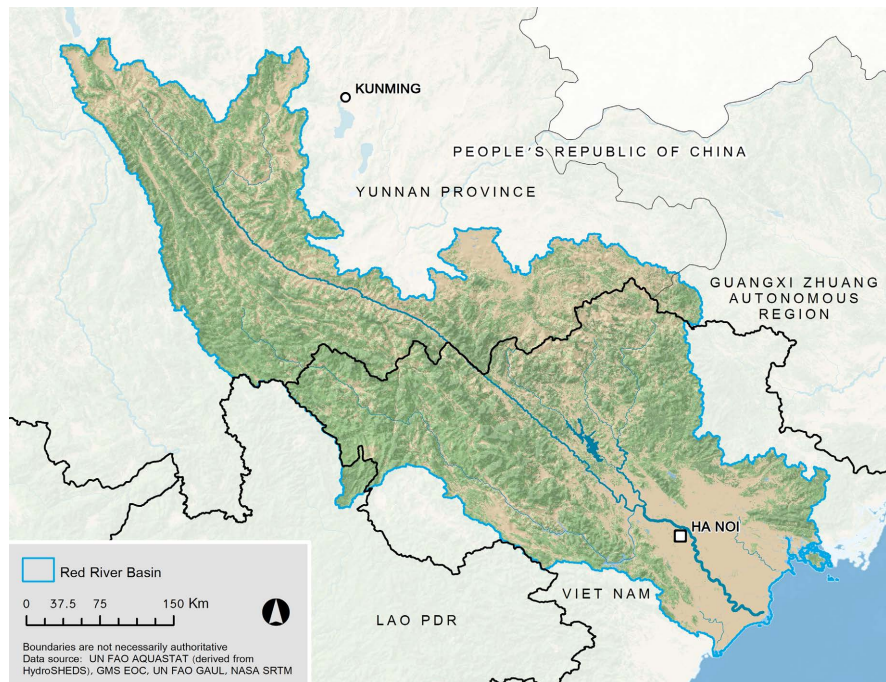 KUNMING
PEOPLE'S REPUBLIC OF CHINA
YUNNAN PROVINCE
GUANGXI ZHUANG
AUTONOMOUS
REGION
HA NOI
VIET NAM
LAO PDR
Red River Basin
0 37.5 75 150 Km
Boundaries are not necessarily authoritative
Data source: UN FAO AQUASTAT (derived from
HydroSHEDS), GMS EOC, UN FAO GAUL, NASA SRTM